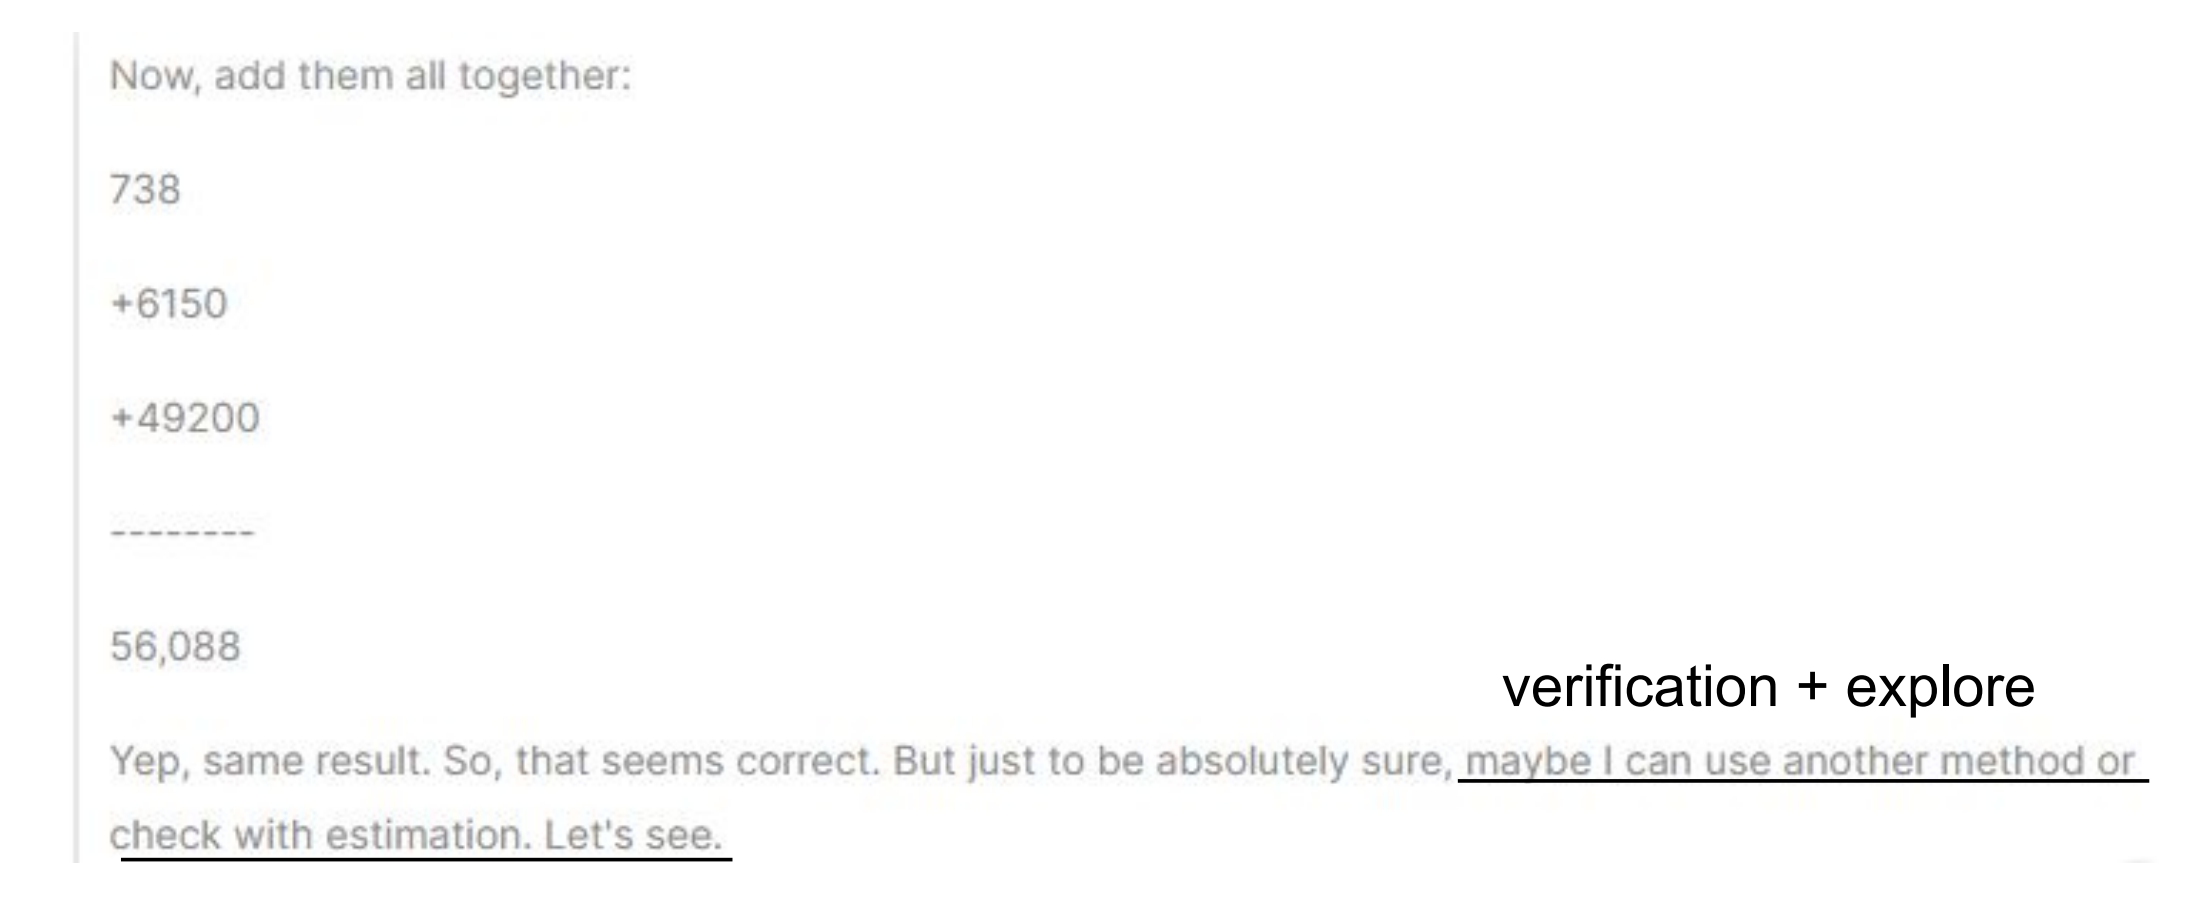 Now, add them all together:
738
+6150
+49200
--------
56,088
verification + explore
Yep, same result. So, that seems correct. But just to be absolutely sure, maybe I can use another method or
check with estimation. Let's see.